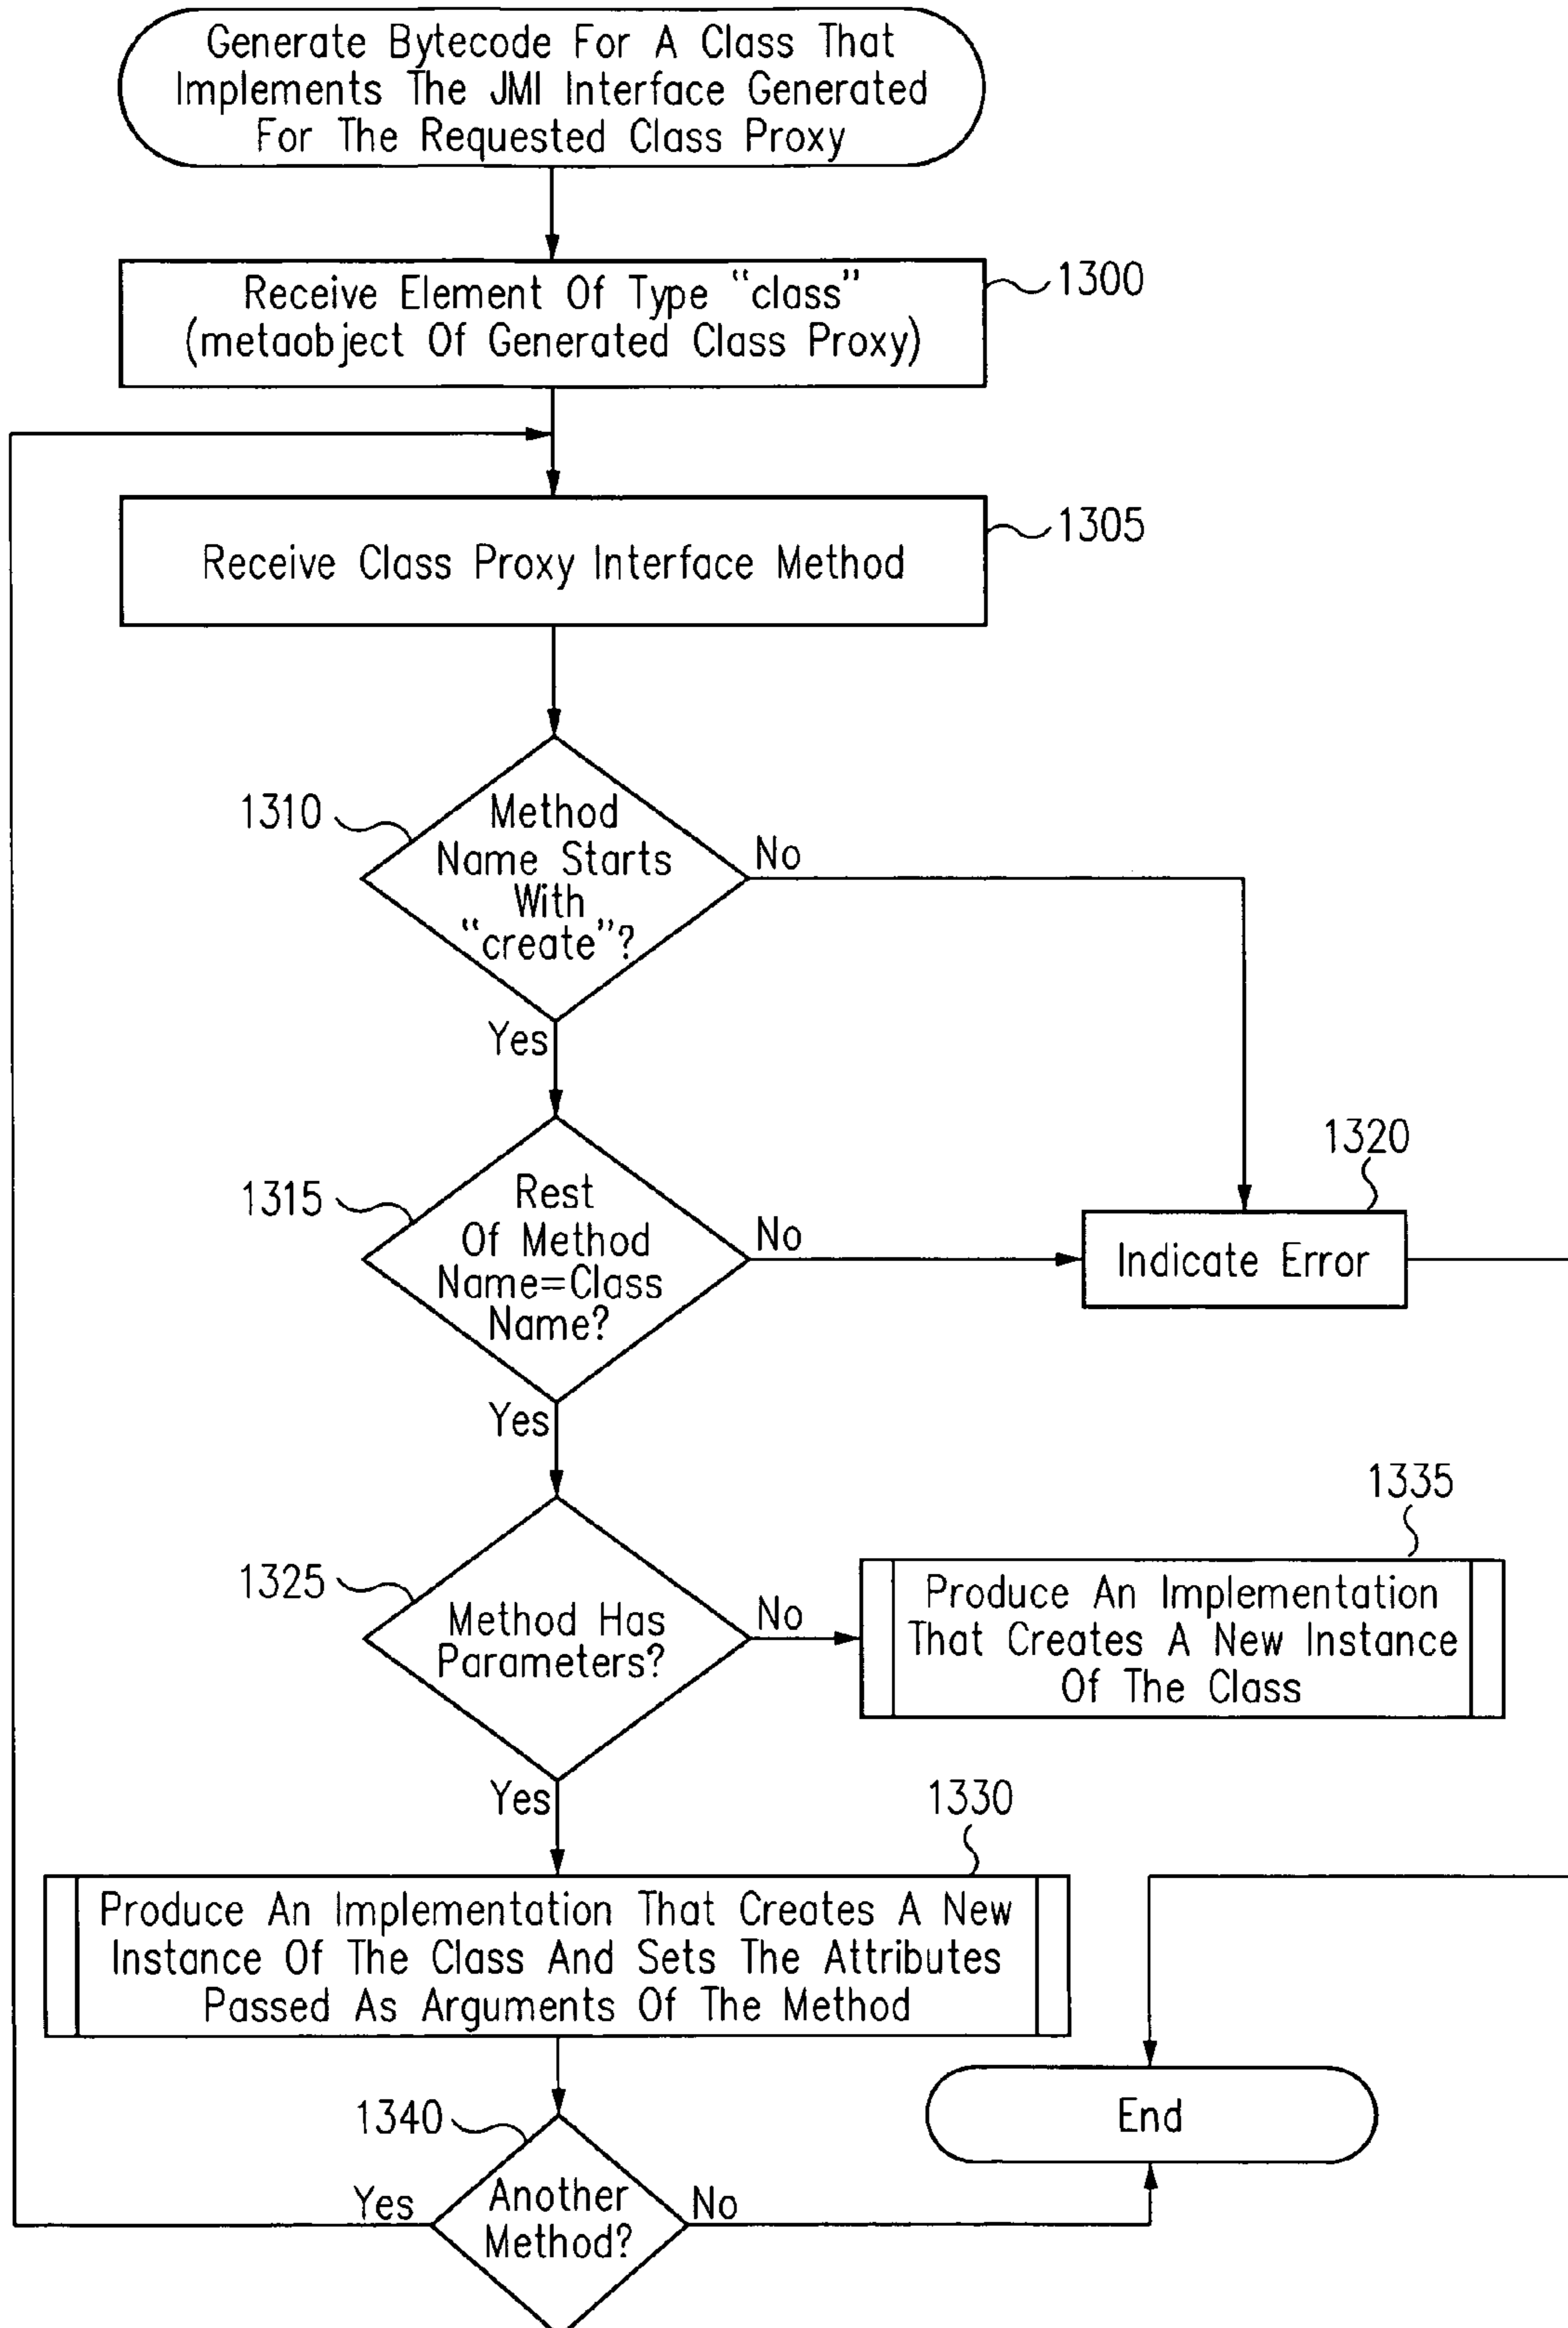 Generate Bytecode For A Class That
Implements The JMI Interface Generated
For The Requested Class Proxy
Receive Element Of Type “class”
(metaobject Of Generated Class Proxy)
1300
Receive Class Proxy Interface Method
1305
1310
Method
Name Starts
With
“create”?
No
Yes
1315
Rest
Of Method
Name=Class
Name?
No
1320
Indicate Error
Yes
1325
Method Has
Parameters?
No
1335
Produce An Implementation
That Creates A New Instance
Of The Class
Yes
1330
Produce An Implementation That Creates A New
Instance Of The Class And Sets The Attributes
Passed As Arguments Of The Method
1340
Another
Method?
Yes
No
End